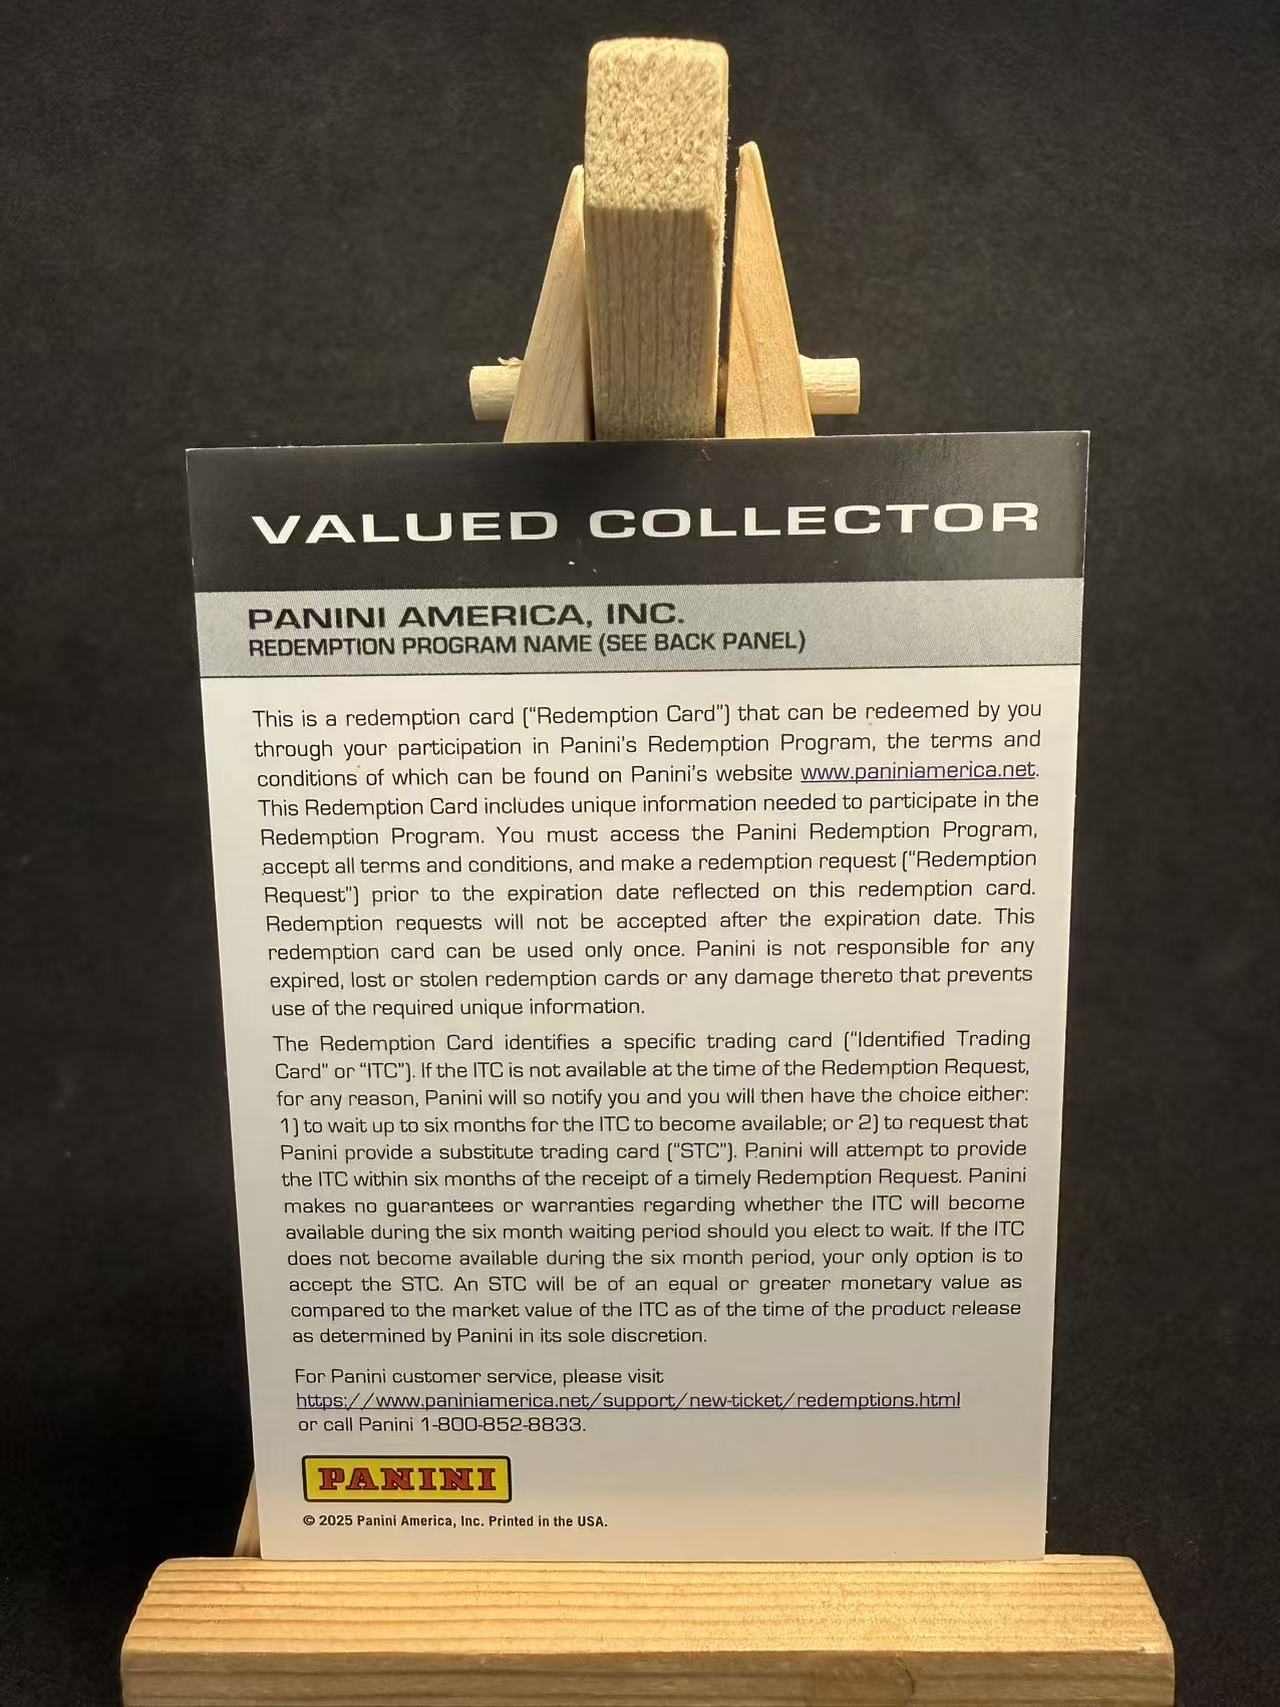 VALUED COLLECTOR
PANINI AMERICA, INC.
REDEMPTION PROGRAM NAME (SEE BACK PANEL)
This is a redemption card (“Redemption Card”) that can be redeemed by you
through your participation in Panini’s Redemption Program, the terms and
conditions of which can be found on Panini’s website www.paniniamerica.net.
This Redemption Card includes unique information needed to participate in the
Redemption Program. You must access the Panini Redemption Program,
accept all terms and conditions, and make a redemption request (“Redemption
Request”) prior to the expiration date reflected on this redemption card.
Redemption requests will not be accepted after the expiration date. This
redemption card can be used only once. Panini is not responsible for any
expired, lost or stolen redemption cards or any damage thereto that prevents
use of the required unique information.
The Redemption Card identifies a specific trading card (“Identified Trading
Card” or “ITC”). If the ITC is not available at the time of the Redemption Request,
for any reason, Panini will so notify you and you will then have the choice either:
1) to wait up to six months for the ITC to become available; or 2) to request that
Panini provide a substitute trading card (“STC”). Panini will attempt to provide
the ITC within six months of the receipt of a timely Redemption Request. Panini
makes no guarantees or warranties regarding whether the ITC will become
available during the six month waiting period should you elect to wait. If the ITC
does not become available during the six month period, your only option is to
accept the STC. An STC will be of an equal or greater monetary value as
compared to the market value of the ITC as of the time of the product release
as determined by Panini in its sole discretion.
For Panini customer service, please visit
https://www.paniniamerica.net/support/new-ticket/redemptions.html
or call Panini 1-800-852-8833.
PANINI
© 2025 Panini America, Inc. Printed in the USA.